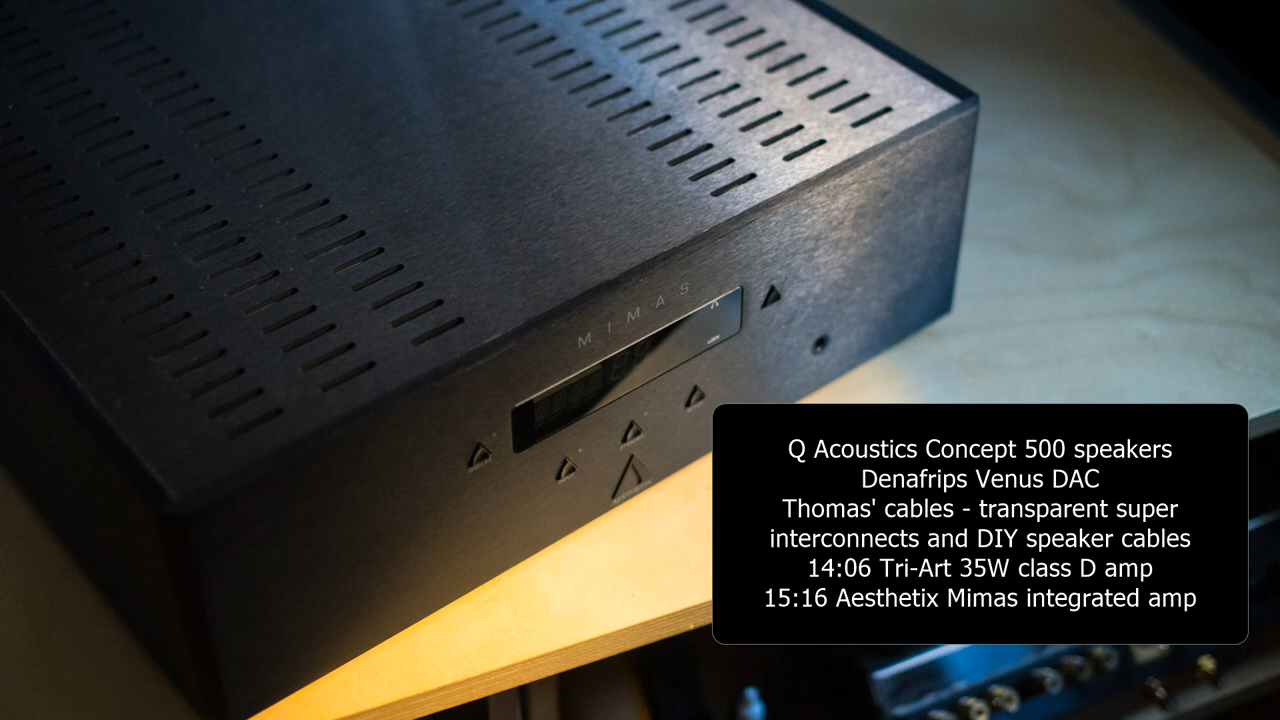 MIMAS
LOCK
Q Acoustics Concept 500 speakers
Denafrips Venus DAC
Thomas' cables - transparent super
interconnects and DIY speaker cables
14:06 Tri-Art 35W class D amp
15:16 Aesthetix Mimas integrated amp